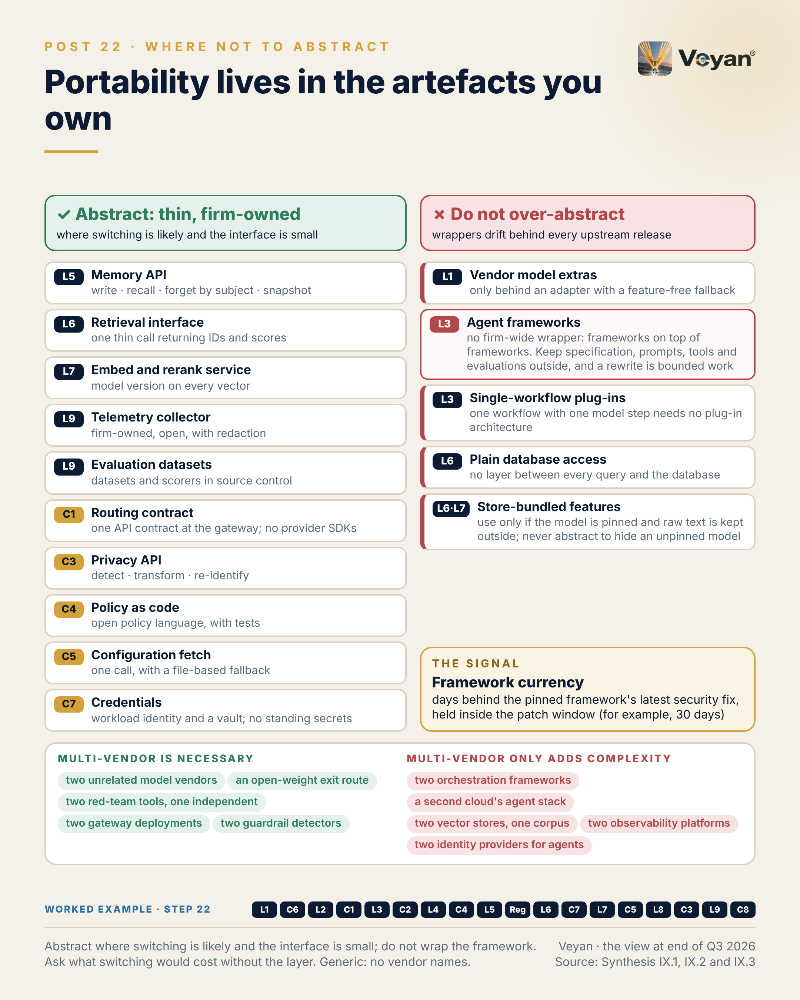 POST 22 · WHERE NOT TO ABSTRACT
Veyan®
Portability lives in the artefacts you
own
✓ Abstract: thin, firm-owned
where switching is likely and the interface is small
L5 Memory API
write · recall · forget by subject · snapshot
L6 Retrieval interface
one thin call returning IDs and scores
L7 Embed and rerank service
model version on every vector
L9 Telemetry collector
firm-owned, open, with redaction
L9 Evaluation datasets
datasets and scorers in source control
C1 Routing contract
one API contract at the gateway; no provider SDKs
C3 Privacy API
detect · transform · re-identify
C4 Policy as code
open policy language, with tests
C5 Configuration fetch
one call, with a file-based fallback
C7 Credentials
workload identity and a vault; no standing secrets
× Do not over-abstract
wrappers drift behind every upstream release
L1 Vendor model extras
only behind an adapter with a feature-free fallback
L3 Agent frameworks
no firm-wide wrapper: frameworks on top of
frameworks. Keep specification, prompts, tools and
evaluations outside, and a rewrite is bounded work
L3 Single-workflow plug-ins
one workflow with one model step needs no plug-in
architecture
L6 Plain database access
no layer between every query and the database
L6·L7 Store-bundled features
use only if the model is pinned and raw text is kept
outside; never abstract to hide an unpinned model
THE SIGNAL
Framework currency
days behind the pinned framework's latest security fix,
held inside the patch window (for example, 30 days)
MULTI-VENDOR IS NECESSARY
two unrelated model vendors an open-weight exit route
two red-team tools, one independent
two gateway deployments two guardrail detectors
MULTI-VENDOR ONLY ADDS COMPLEXITY
two orchestration frameworks
a second cloud's agent stack
two vector stores, one corpus two observability platforms
two identity providers for agents
WORKED EXAMPLE · STEP 22
L1 C6 L2 C1 L3 C2 L4 C4 L5 Reg L6 C7 L7 C5 L8 C3 L9 C8
Abstract where switching is likely and the interface is small; do not wrap the framework.
Ask what switching would cost without the layer. Generic: no vendor names.
Veyan · the view at end of Q3 2026
Source: Synthesis IX.1, IX.2 and IX.3